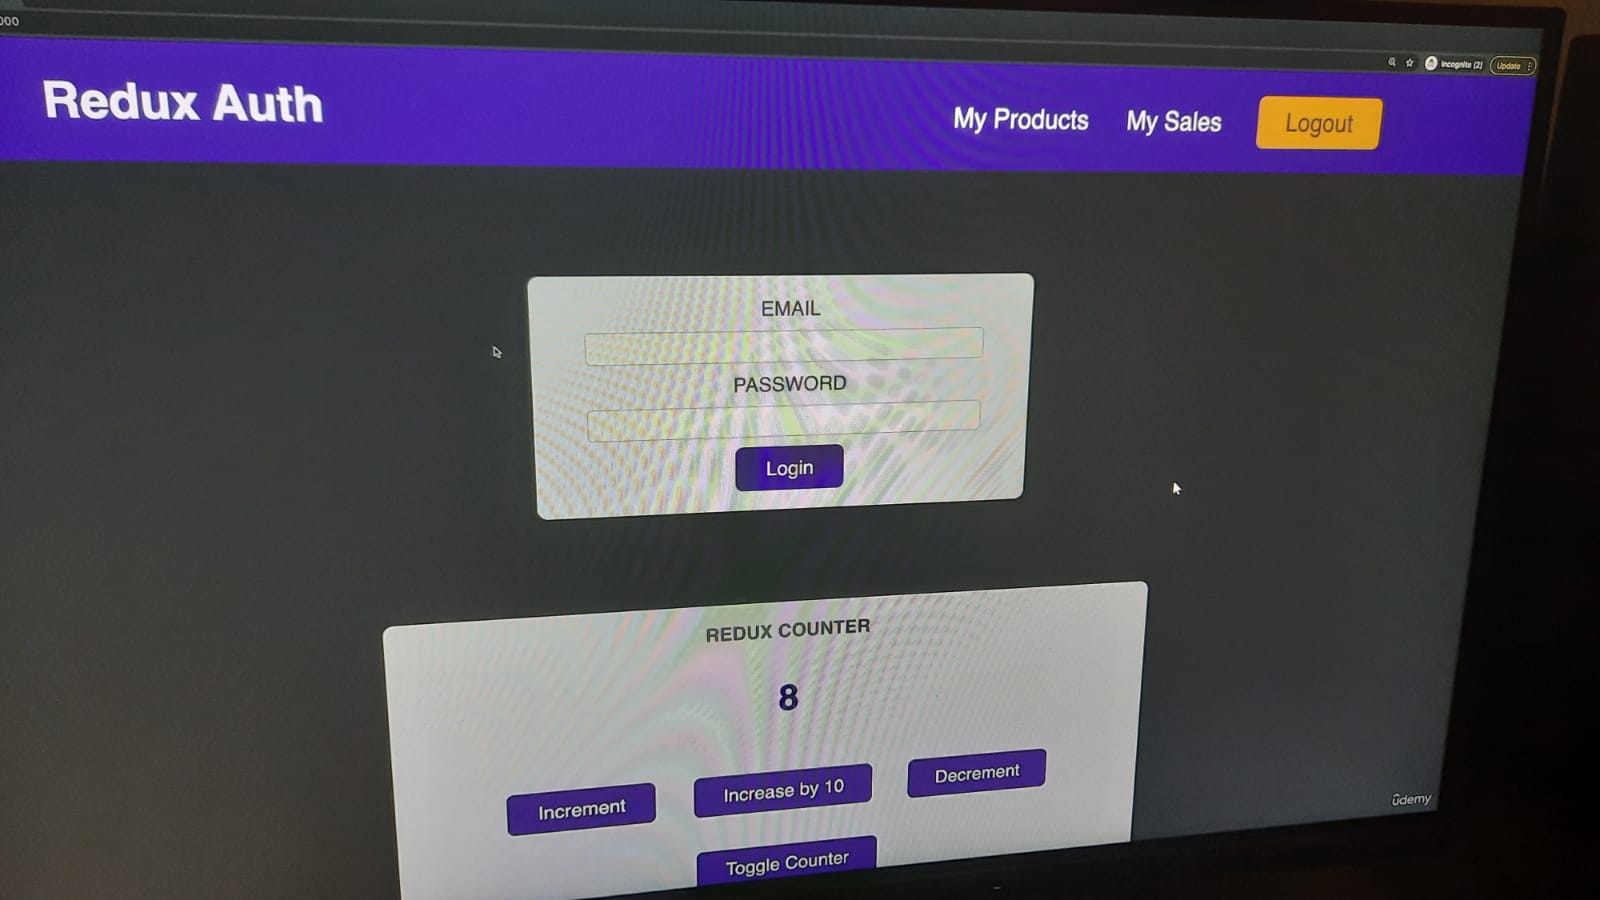 000
Incognito (2)
Update
Redux Auth
My Products
My Sales
Logout
EMAIL
PASSWORD
Login
REDUX COUNTER
8
Increment
Increase by 10
Decrement
Toggle Counter
ûdemy